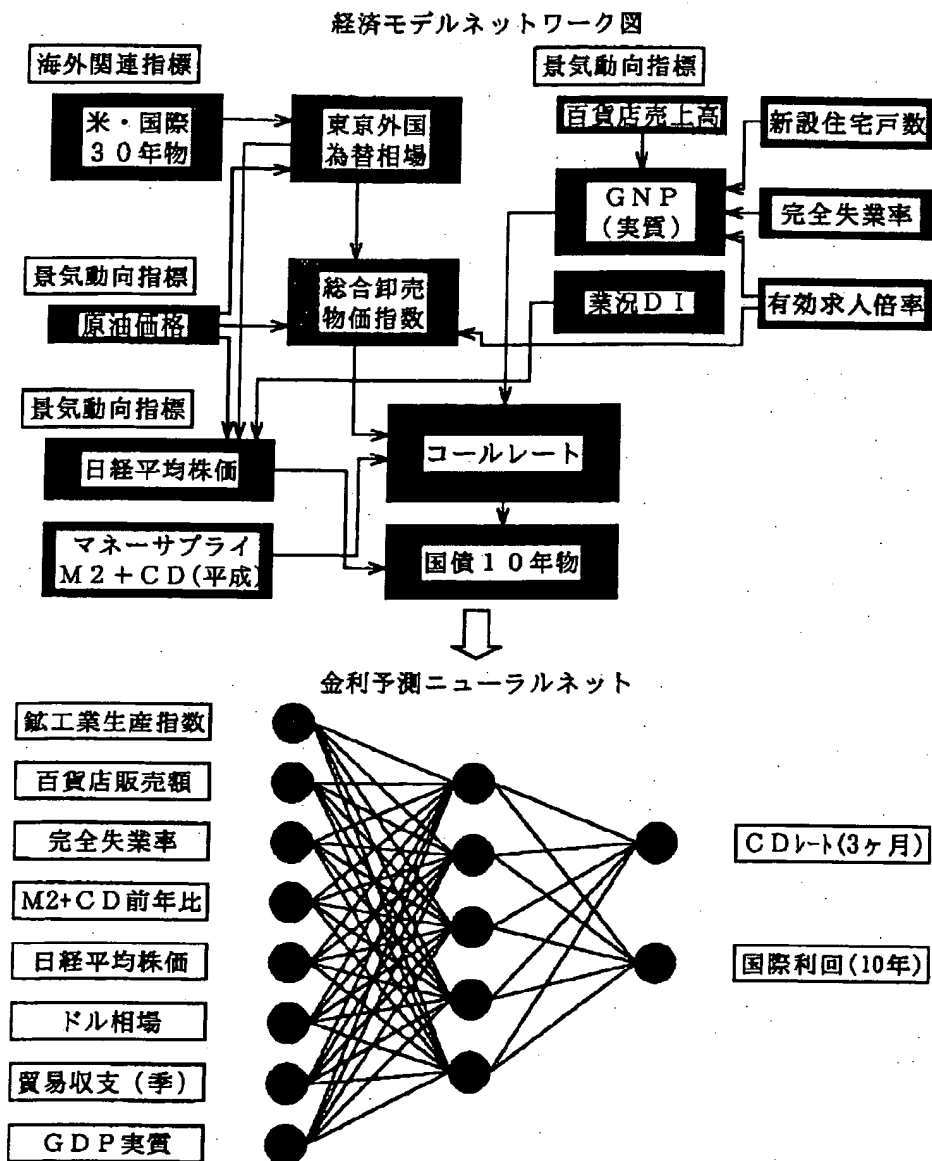 経済モデルネットワーク図
海外関連指標
米・国際
30年物
東京外国
為替相場
景気動向指標
百貨店売上高
新設住宅戸数
GNP
(実質)
完全失業率
景気動向指標
原油価格
総合卸売
物価指数
業況DI
有効求人倍率
景気動向指標
日経平均株価
コールレート
マネーサプライ
M2+CD(平成)
国債10年物
金利予測ニューラルネット
鉱工業生産指数
百貨店販売額
完全失業率
M2+CD前年比
日経平均株価
ドル相場
貿易収支(季)
GDP実質
CDレート(3ヶ月)
国際利回(10年)